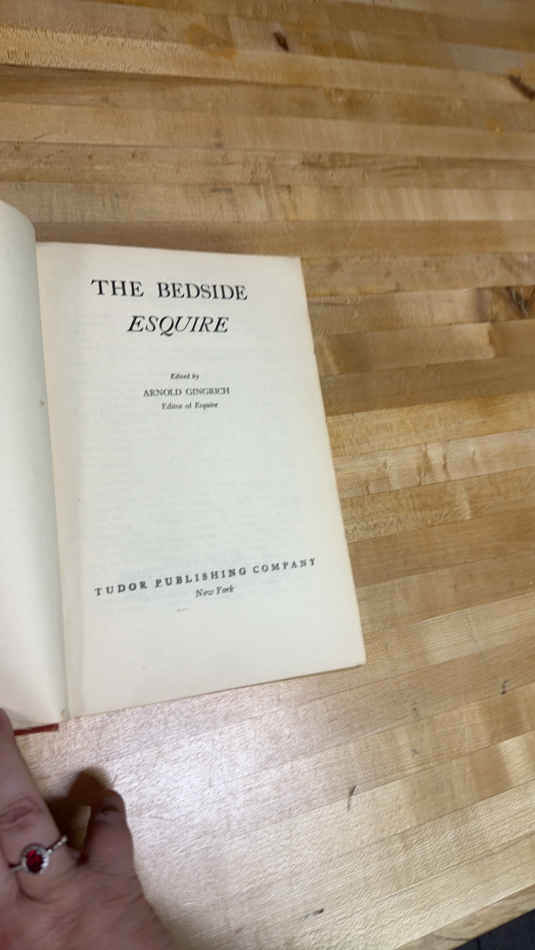 THE BEDSIDE
ESQUIRE
Edited by
ARNOLD GINGRICH
Editor of Esquire
TUDOR PUBLISHING COMPANY
New York